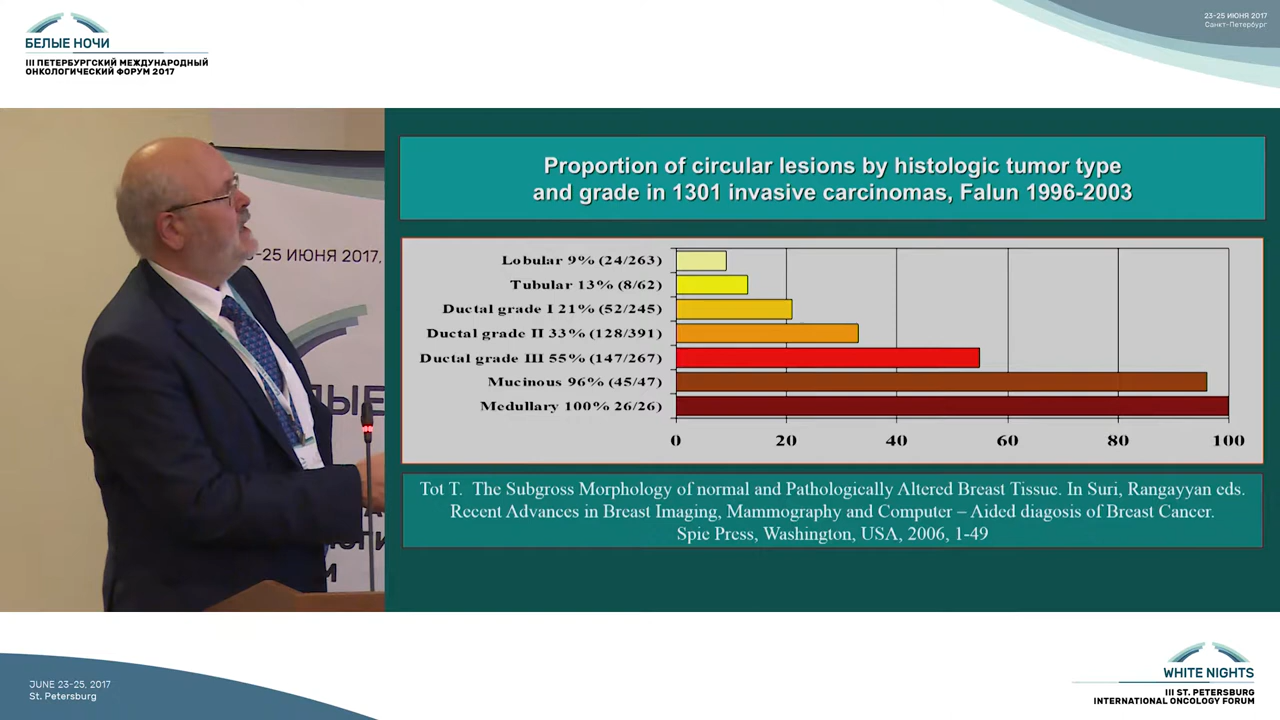 БЕЛЫЕ НОЧИ
III ПЕТЕРБУРГСКИЙ МЕЖДУНАРОДНЫЙ
ОНКОЛОГИЧЕСКИЙ ФОРУМ 2017
23-25 ИЮНЯ 2017
Санкт-Петербург
-25 ИЮНЯ 2017,
ЛЫЕ
Proportion of circular lesions by histologic tumor type
and grade in 1301 invasive carcinomas, Falun 1996-2003
Lobular 9% (24/263)
Tubular 13% (8/62)
Ductal grade I 21% (52/245)
Ductal grade II 33% (128/391)
Ductal grade III 55% (147/267)
Mucinous 96% (45/47)
Medullary 100% 26/26)
0 20 40 60 80 100
Tot T. The Subgross Morphology of normal and Pathologically Altered Breast Tissue. In Suri, Rangayyan eds.
Recent Advances in Breast Imaging, Mammography and Computer – Aided diagosis of Breast Cancer.
Spie Press, Washington, USA, 2006, 1-49
JUNE 23-25, 2017
St. Petersburg
WHITE NIGHTS
III ST. PETERSBURG
INTERNATIONAL ONCOLOGY FORUM